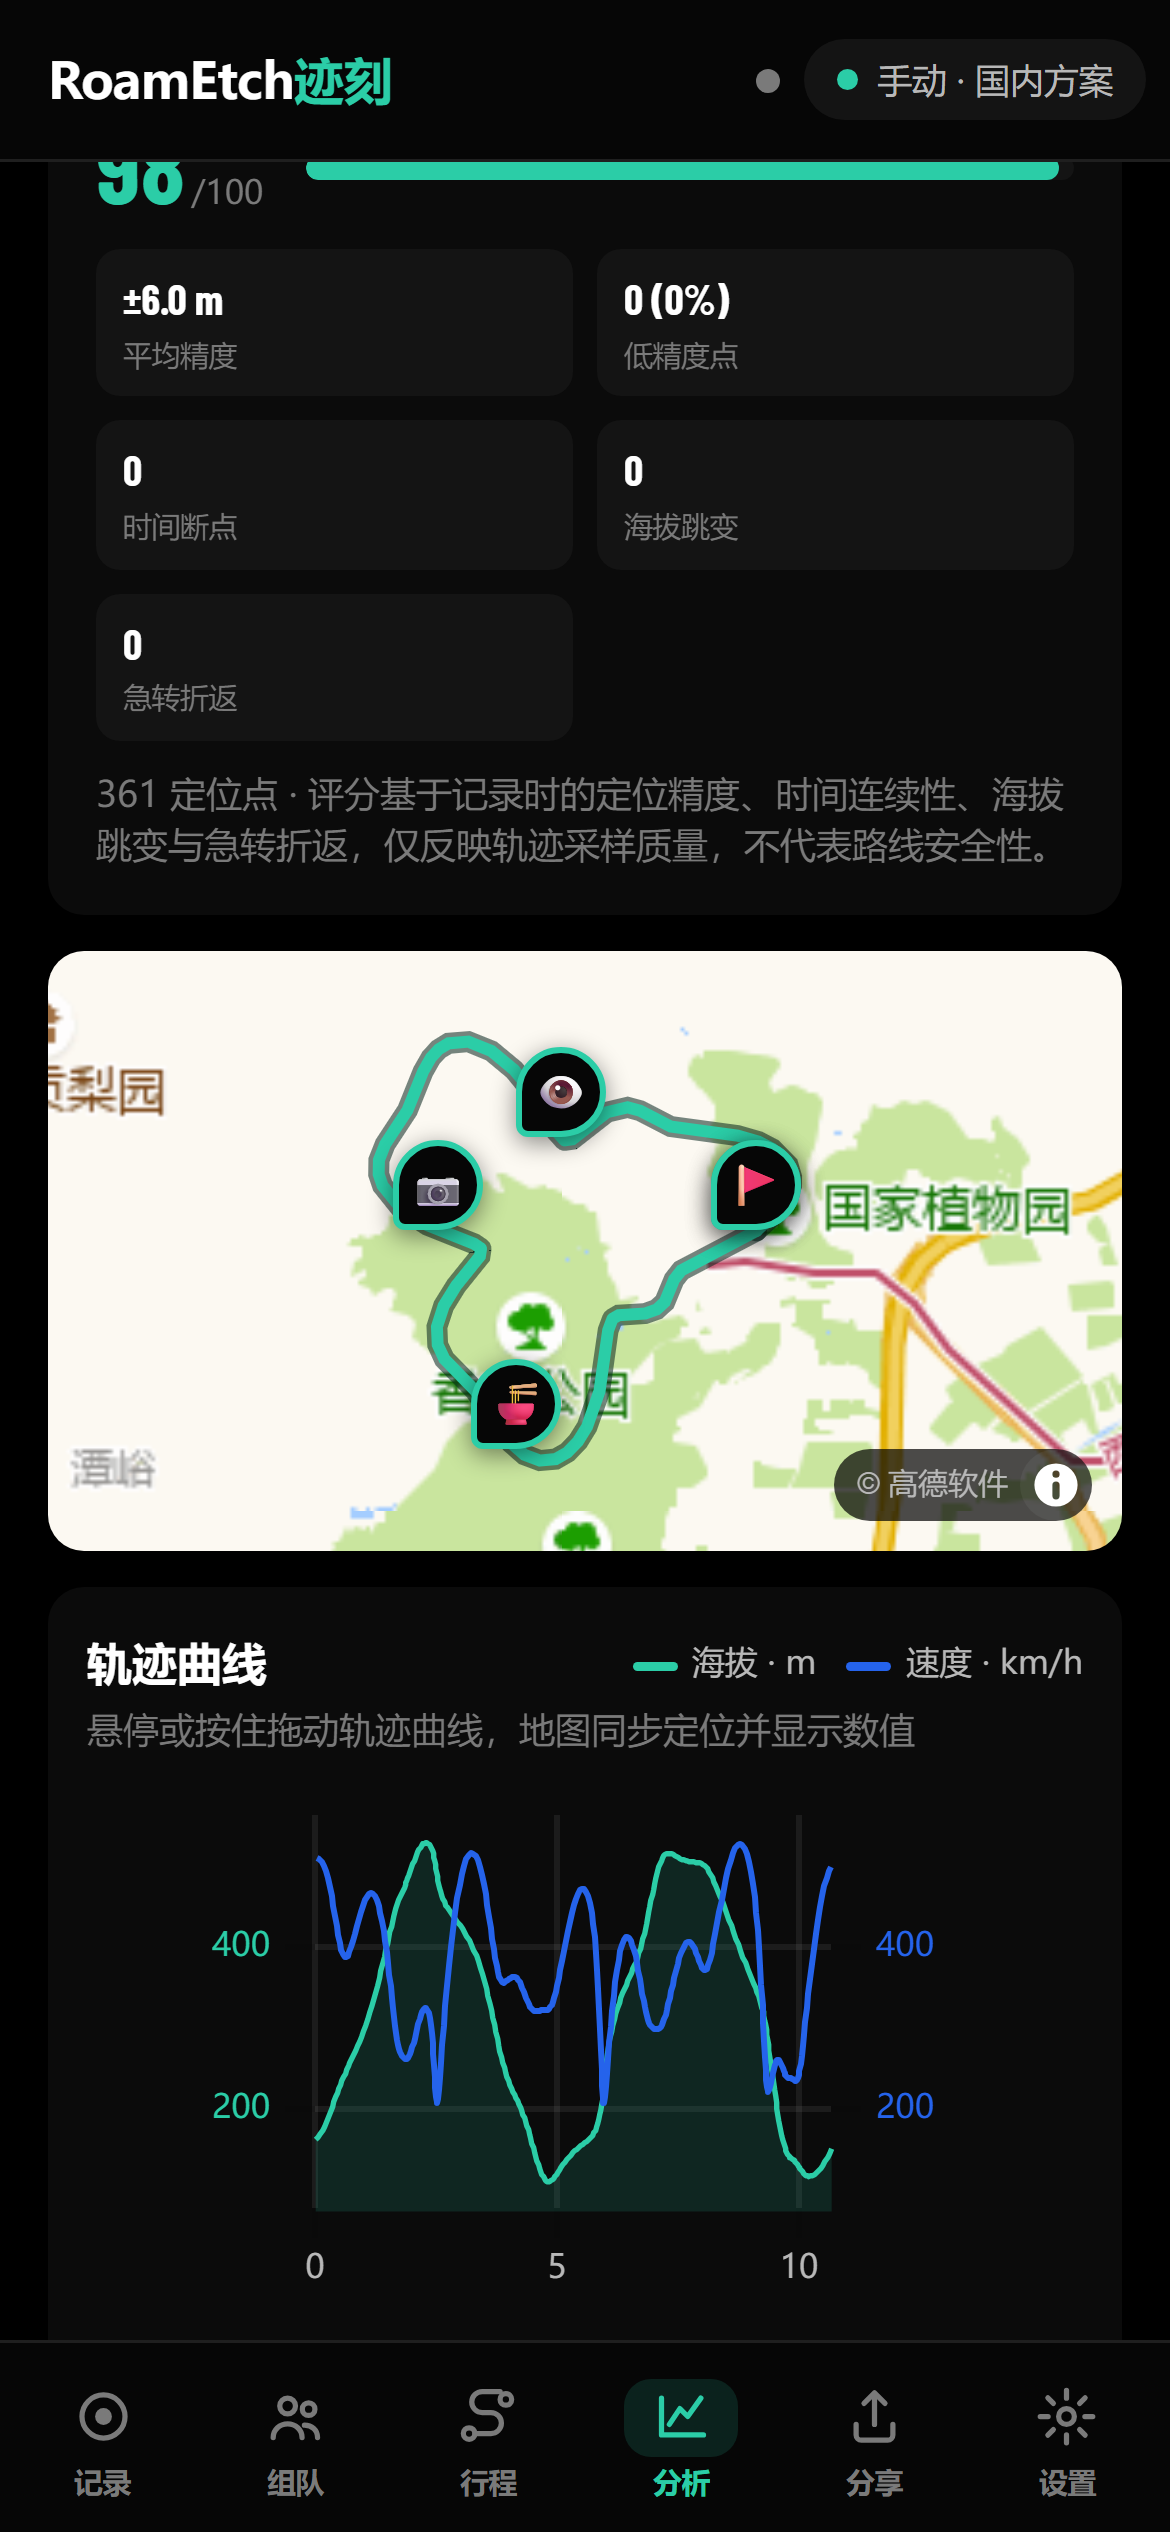 RoamEtch迹刻
手动 · 国内方案
98 /100
±6.0 m
平均精度
0 (0%)
低精度点
0
时间断点
0
海拔跳变
0
急转折返
361 定位点 · 评分基于记录时的定位精度、时间连续性、海拔
跳变与急转折返，仅反映轨迹采样质量，不代表路线安全性。
梨园
国家植物园
公园
潭峪
© 高德软件
轨迹曲线
海拔 · m
速度 · km/h
悬停或按住拖动轨迹曲线，地图同步定位并显示数值
400
400
200
200
0
5
10
记录
组队
行程
分析
分享
设置